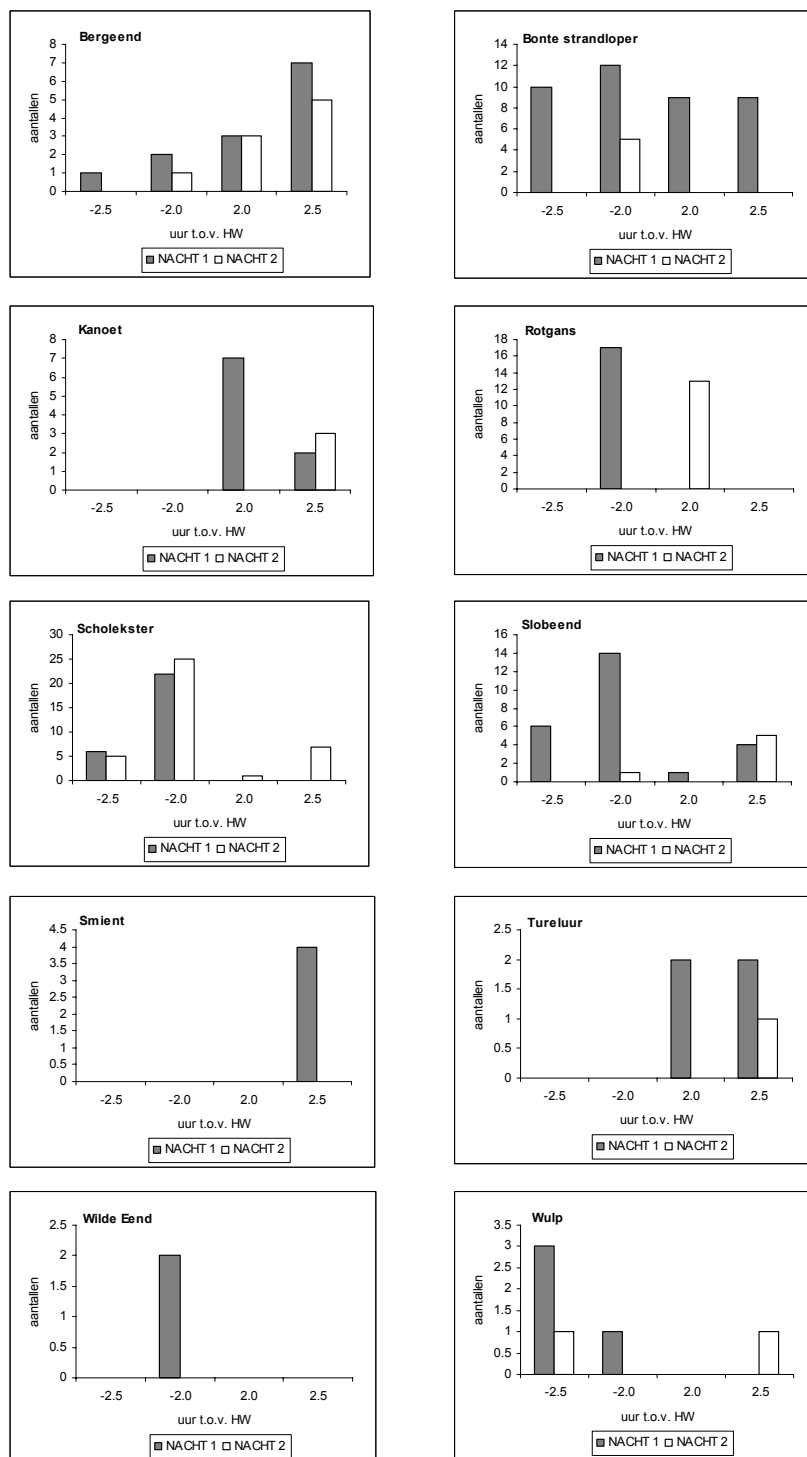 Bergeend
8
7
6
5
4
3
2
1
0
aantallen
-2.5 -2.0 2.0 2.5
uur t.o.v. HW
NACHT 1 NACHT 2
Bonte strandloper
14
12
10
8
6
4
2
0
aantallen
-2.5 -2.0 2.0 2.5
uur t.o.v. HW
NACHT 1 NACHT 2
Kanoet
8
7
6
5
4
3
2
1
0
aantallen
-2.5 -2.0 2.0 2.5
uur t.o.v. HW
NACHT 1 NACHT 2
Rotgans
18
16
14
12
10
8
6
4
2
0
aantallen
-2.5 -2.0 2.0 2.5
uur t.o.v. HW
NACHT 1 NACHT 2
Scholekster
30
25
20
15
10
5
0
aantallen
-2.5 -2.0 2.0 2.5
uur t.o.v. HW
NACHT 1 NACHT 2
Slobeend
16
14
12
10
8
6
4
2
0
aantallen
-2.5 -2.0 2.0 2.5
uur t.o.v. HW
NACHT 1 NACHT 2
Smient
4.5
4
3.5
3
2.5
2
1.5
1
0.5
0
aantallen
-2.5 -2.0 2.0 2.5
uur t.o.v. HW
NACHT 1 NACHT 2
Tureluur
2.5
2
1.5
1
0.5
0
aantallen
-2.5 -2.0 2.0 2.5
uur t.o.v. HW
NACHT 1 NACHT 2
Wilde Eend
2.5
2
1.5
1
0.5
0
aantallen
-2.5 -2.0 2.0 2.5
uur t.o.v. HW
NACHT 1 NACHT 2
Wulp
3.5
3
2.5
2
1.5
1
0.5
0
aantallen
-2.5 -2.0 2.0 2.5
uur t.o.v. HW
NACHT 1 NACHT 2